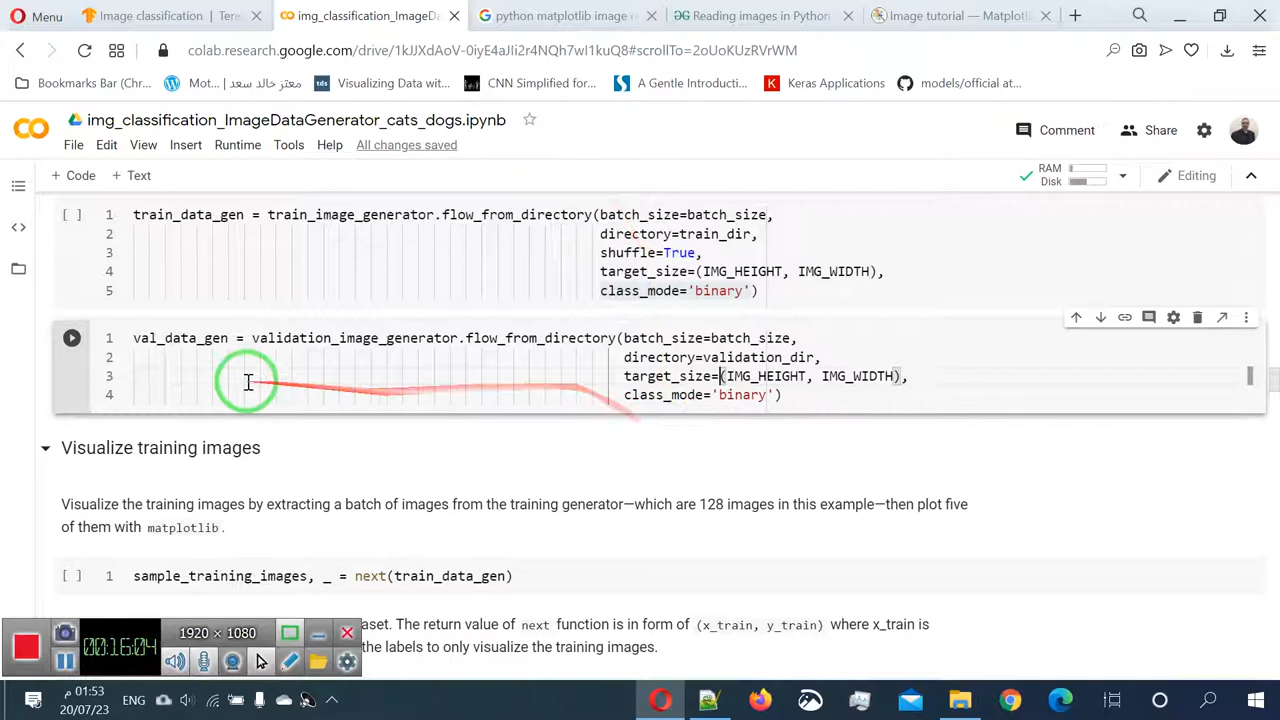 Menu
Image classification | Tens
img_classification_ImageDa
python matplotlib image r
Reading images in Python
Image tutorial — Matplotli
colab.research.google.com/drive/1kJJXdAoV-0iyE4aJIi2r4NQh7wI1kuQ8#scrollTo=2oUoKUzRVrWM
Bookmarks Bar (Chr
معتز خالد سعد | Mot...
Visualizing Data wit...
CNN Simplified for...
A Gentle Introducti...
Keras Applications
models/official at...
img_classification_ImageDataGenerator_cats_dogs.ipynb
Comment
Share
File Edit View Insert Runtime Tools Help All changes saved
+ Code + Text
RAM
Disk
Editing
[ ] 1 train_data_gen = train_image_generator.flow_from_directory(batch_size=batch_size,
2 directory=train_dir,
3 shuffle=True,
4 target_size=(IMG_HEIGHT, IMG_WIDTH),
5 class_mode='binary')
1 val_data_gen = validation_image_generator.flow_from_directory(batch_size=batch_size,
2 directory=validation_dir,
3 target_size=(IMG_HEIGHT, IMG_WIDTH),
4 class_mode='binary')
Visualize training images
Visualize the training images by extracting a batch of images from the training generator—which are 128 images in this example—then plot five
of them with matplotlib.
[ ] 1 sample_training_images, _ = next(train_data_gen)
ataset. The return value of next function is in form of (x_train, y_train) where x_train is
the labels to only visualize the training images.
00:16:04
1920 × 1080
ENG
01:53 م
20/07/23